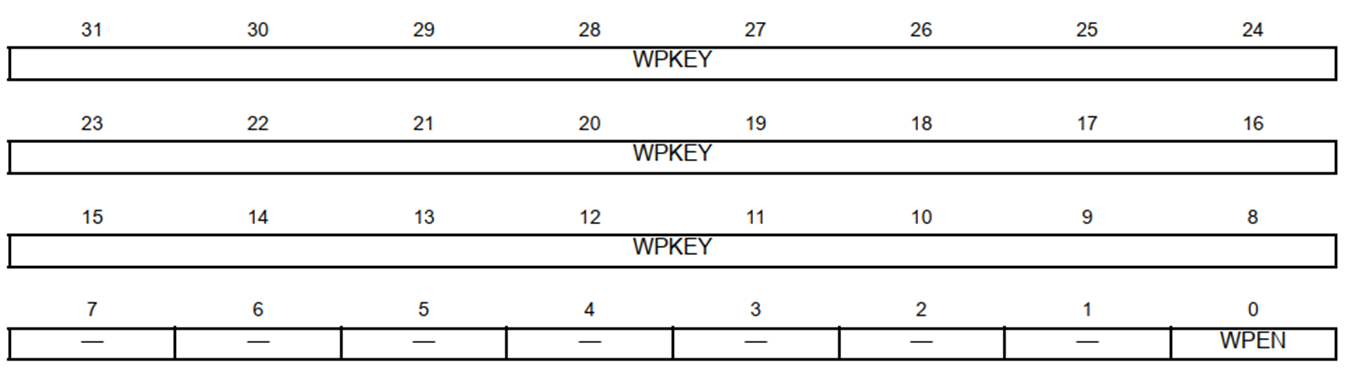 31 30 29 28 27 26 25 24
WPKEY
23 22 21 20 19 18 17 16
WPKEY
15 14 13 12 11 10 9 8
WPKEY
7 6 5 4 3 2 1 0
— — — — — — — WPEN